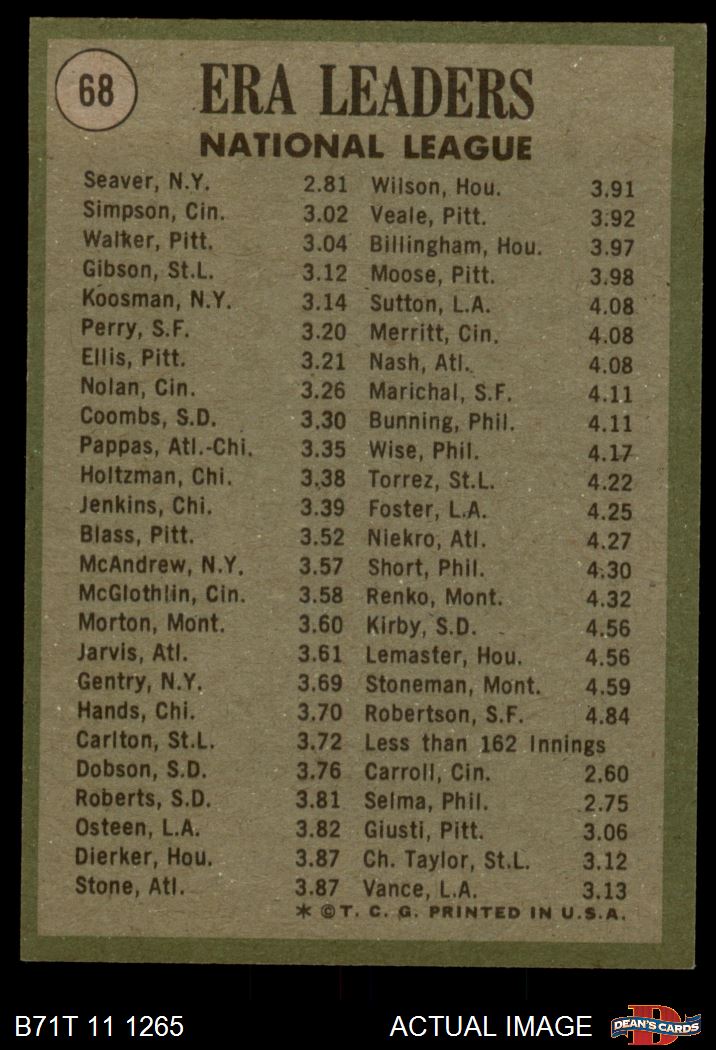 68
ERA LEADERS
NATIONAL LEAGUE
Seaver, N.Y. 2.81
Simpson, Cin. 3.02
Walker, Pitt. 3.04
Gibson, St.L. 3.12
Koosman, N.Y. 3.14
Perry, S.F. 3.20
Ellis, Pitt. 3.21
Nolan, Cin. 3.26
Coombs, S.D. 3.30
Pappas, Atl.-Chi. 3.35
Holtzman, Chi. 3.38
Jenkins, Chi. 3.39
Blass, Pitt. 3.52
McAndrew, N.Y. 3.57
McGlothlin, Cin. 3.58
Morton, Mont. 3.60
Jarvis, Atl. 3.61
Gentry, N.Y. 3.69
Hands, Chi. 3.70
Carlton, St.L. 3.72
Dobson, S.D. 3.76
Roberts, S.D. 3.81
Osteen, L.A. 3.82
Dierker, Hou. 3.87
Stone, Atl. 3.87
Wilson, Hou. 3.91
Veale, Pitt. 3.92
Billingham, Hou. 3.97
Moose, Pitt. 3.98
Sutton, L.A. 4.08
Merritt, Cin. 4.08
Nash, Atl. 4.08
Marichal, S.F. 4.11
Bunning, Phil. 4.11
Wise, Phil. 4.17
Torrez, St.L. 4.22
Foster, L.A. 4.25
Niekro, Atl. 4.27
Short, Phil. 4.30
Renko, Mont. 4.32
Kirby, S.D. 4.56
Lemaster, Hou. 4.56
Stoneman, Mont. 4.59
Robertson, S.F. 4.84
Less than 162 Innings
Carroll, Cin. 2.60
Selma, Phil. 2.75
Giusti, Pitt. 3.06
Ch. Taylor, St.L. 3.12
Vance, L.A. 3.13
* © T. C. G. PRINTED IN U.S.A.
B71T 11 1265
ACTUAL IMAGE
D
DEAN'S CARDS